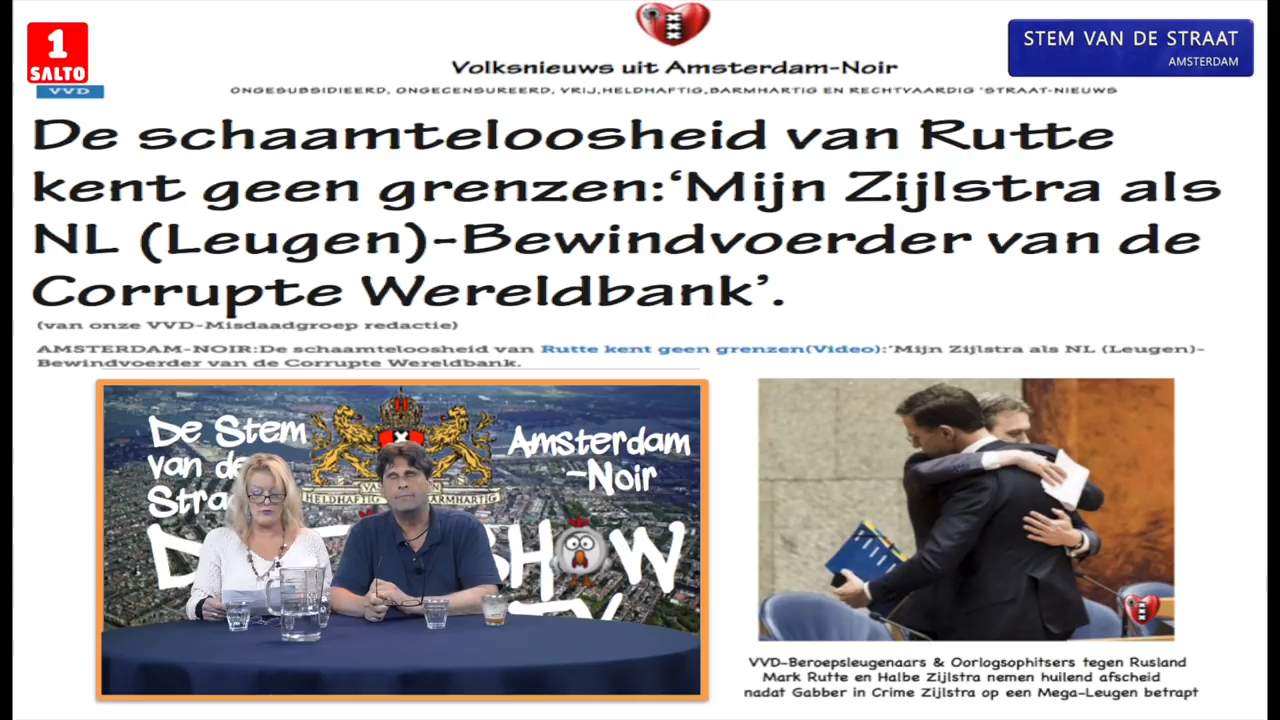 1
SALTO
VVD
Volksnieuws uit Amsterdam-Noir
STEM VAN DE STRAAT
AMSTERDAM
ONGESUBSIDIEERD, ONGECENSUREERD, VRIJ,HELDHAFTIG,BARMHARTIG EN RECHTVAARDIG 'STRAAT-NIEUWS
De schaamteloosheid van Rutte
kent geen grenzen:‘Mijn Zijlstra als
NL (Leugen)-Bewindvoerder van de
Corrupte Wereldbank’.
(van onze VVD-Misdaadgroep redactie)
AMSTERDAM-NOIR:De schaamteloosheid van Rutte kent geen grenzen(Video):‘Mijn Zijlstra als NL (Leugen)-
Bewindvoerder van de Corrupte Wereldbank.
De Stem
van de
Straa
Amsterdam
-Noir
HELDHAFTIG
BARMHARTIG
VVD-Beroepsleugenaars & Oorlogsophitsers tegen Rusland
Mark Rutte en Halbe Zijlstra nemen huilend afscheid
nadat Gabber in Crime Zijlstra op een Mega-Leugen betrapt